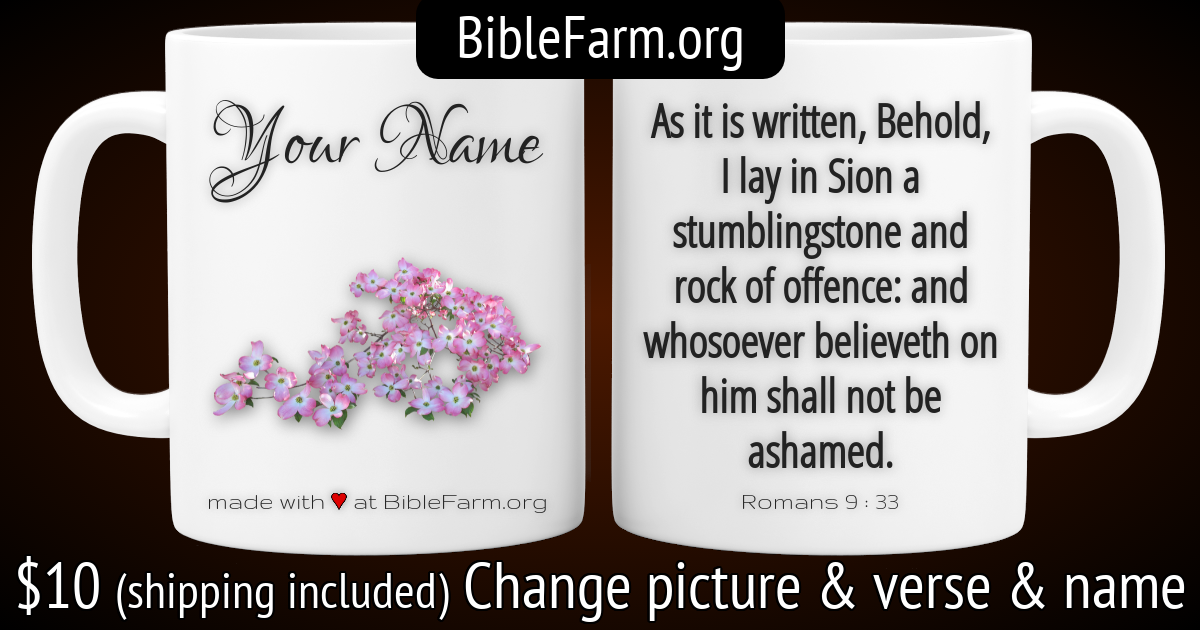 BibleFarm.org
Your Name
made with ♥ at BibleFarm.org
As it is written, Behold,
I lay in Sion a
stumblingstone and
rock of offence: and
whosoever believeth on
him shall not be
ashamed.
Romans 9 : 33
$10 (shipping included) Change picture & verse & name